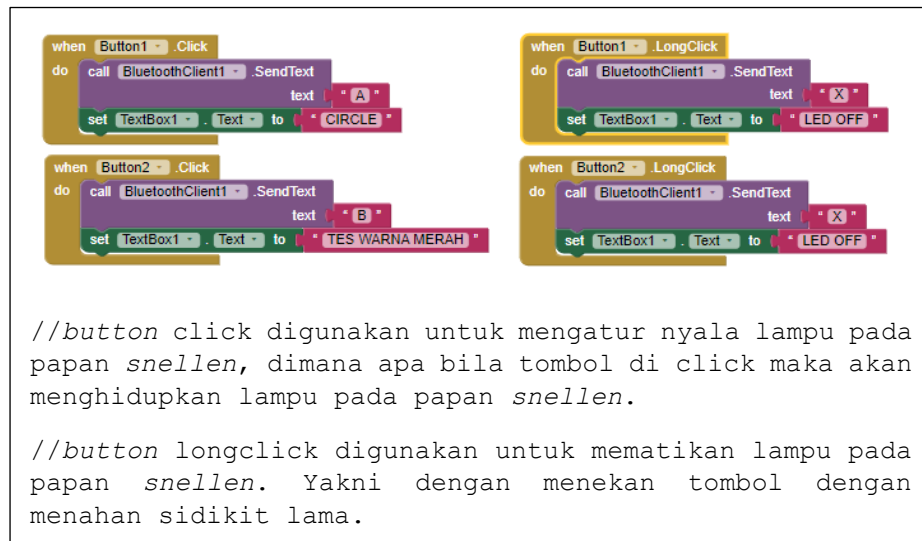 when Button1 .Click
do call BluetoothClient1 .SendText
text " A "
set TextBox1 . Text to " CIRCLE "
when Button1 .LongClick
do call BluetoothClient1 .SendText
text " X "
set TextBox1 . Text to " LED OFF "
when Button2 .Click
do call BluetoothClient1 .SendText
text " B "
set TextBox1 . Text to " TES WARNA MERAH "
when Button2 .LongClick
do call BluetoothClient1 .SendText
text " X "
set TextBox1 . Text to " LED OFF "
//button click digunakan untuk mengatur nyala lampu pada
papan snellen, dimana apa bila tombol di click maka akan
menghidupkan lampu pada papan snellen.
//button longclick digunakan untuk mematikan lampu pada
papan snellen. Yakni dengan menekan tombol dengan
menahan sidikit lama.